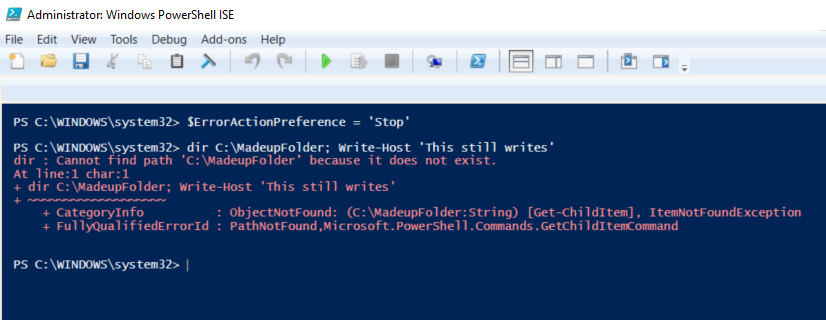 Administrator: Windows PowerShell ISE
File Edit View Tools Debug Add-ons Help
PS C:\WINDOWS\system32> $ErrorActionPreference = 'Stop'
PS C:\WINDOWS\system32> dir C:\MadeupFolder; Write-Host 'This still writes'
dir : Cannot find path 'C:\MadeupFolder' because it does not exist.
At line:1 char:1
+ dir C:\MadeupFolder; Write-Host 'This still writes'
+ ~~~~~~~~~~~~~~~~~~~
    + CategoryInfo          : ObjectNotFound: (C:\MadeupFolder:String) [Get-ChildItem], ItemNotFoundException
    + FullyQualifiedErrorId : PathNotFound,Microsoft.PowerShell.Commands.GetChildItemCommand
PS C:\WINDOWS\system32>